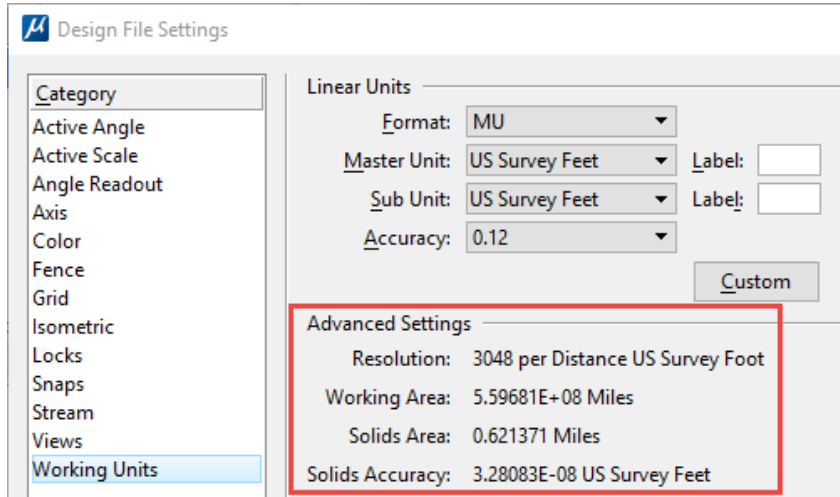 Design File Settings
Category
Active Angle
Active Scale
Angle Readout
Axis
Color
Fence
Grid
Isometric
Locks
Snaps
Stream
Views
Working Units
Linear Units
Format: MU
Master Unit: US Survey Feet Label:
Sub Unit: US Survey Feet Label:
Accuracy: 0.12
Custom
Advanced Settings
Resolution: 3048 per Distance US Survey Foot
Working Area: 5.59681E+08 Miles
Solids Area: 0.621371 Miles
Solids Accuracy: 3.28083E-08 US Survey Feet